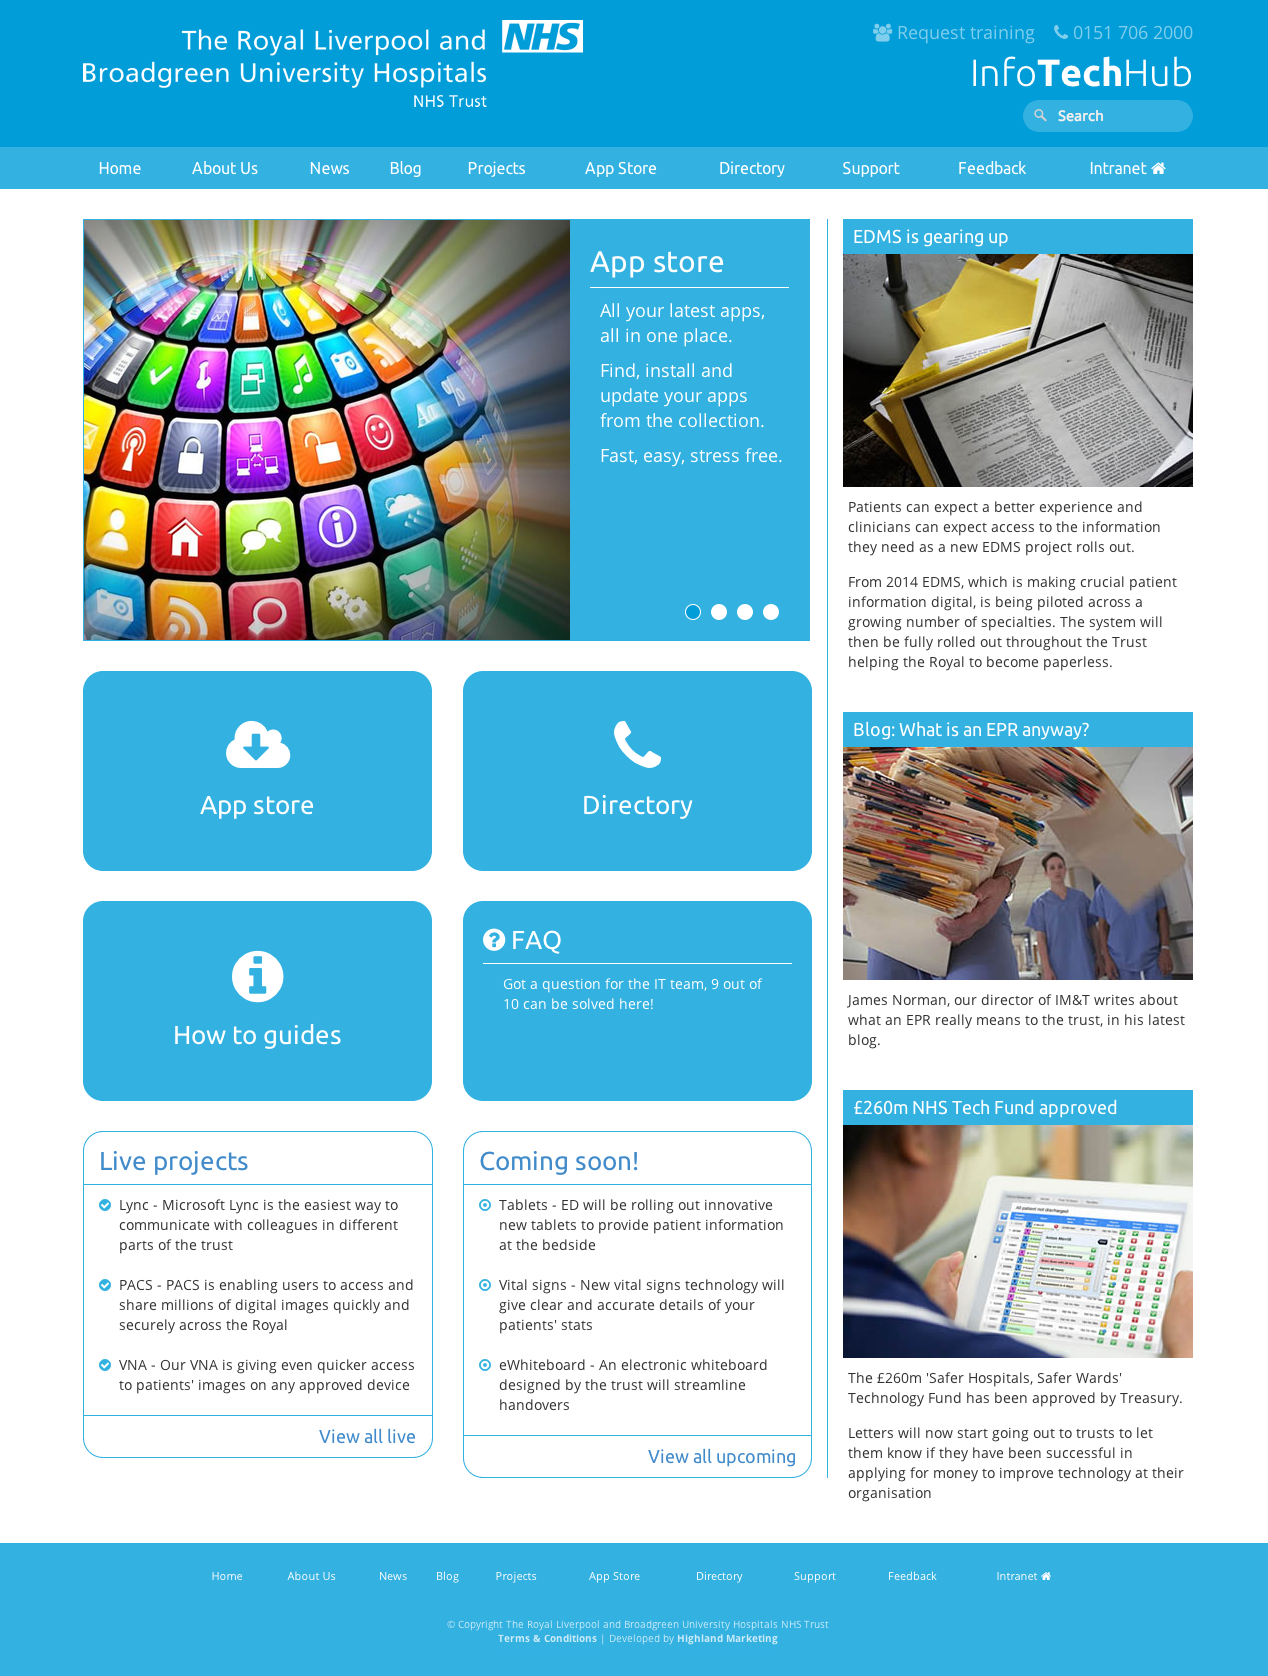 The Royal Liverpool and NHS
Broadgreen University Hospitals
NHS Trust
Request training 0151 706 2000
InfoTechHub
Search
Home About Us News Blog Projects App Store Directory Support Feedback Intranet
App store
All your latest apps,
all in one place.
Find, install and
update your apps
from the collection.
Fast, easy, stress free.
App store
Directory
How to guides
FAQ
Got a question for the IT team, 9 out of
10 can be solved here!
Live projects
Lync - Microsoft Lync is the easiest way to
communicate with colleagues in different
parts of the trust
PACS - PACS is enabling users to access and
share millions of digital images quickly and
securely across the Royal
VNA - Our VNA is giving even quicker access
to patients' images on any approved device
View all live
Coming soon!
Tablets - ED will be rolling out innovative
new tablets to provide patient information
at the bedside
Vital signs - New vital signs technology will
give clear and accurate details of your
patients' stats
eWhiteboard - An electronic whiteboard
designed by the trust will streamline
handovers
View all upcoming
EDMS is gearing up
Patients can expect a better experience and
clinicians can expect access to the information
they need as a new EDMS project rolls out.
From 2014 EDMS, which is making crucial patient
information digital, is being piloted across a
growing number of specialties. The system will
then be fully rolled out throughout the Trust
helping the Royal to become paperless.
Blog: What is an EPR anyway?
James Norman, our director of IM&T writes about
what an EPR really means to the trust, in his latest
blog.
£260m NHS Tech Fund approved
All patient not discharged
The £260m 'Safer Hospitals, Safer Wards'
Technology Fund has been approved by Treasury.
Letters will now start going out to trusts to let
them know if they have been successful in
applying for money to improve technology at their
organisation
Home About Us News Blog Projects App Store Directory Support Feedback Intranet
© Copyright The Royal Liverpool and Broadgreen University Hospitals NHS Trust
Terms & Conditions | Developed by Highland Marketing